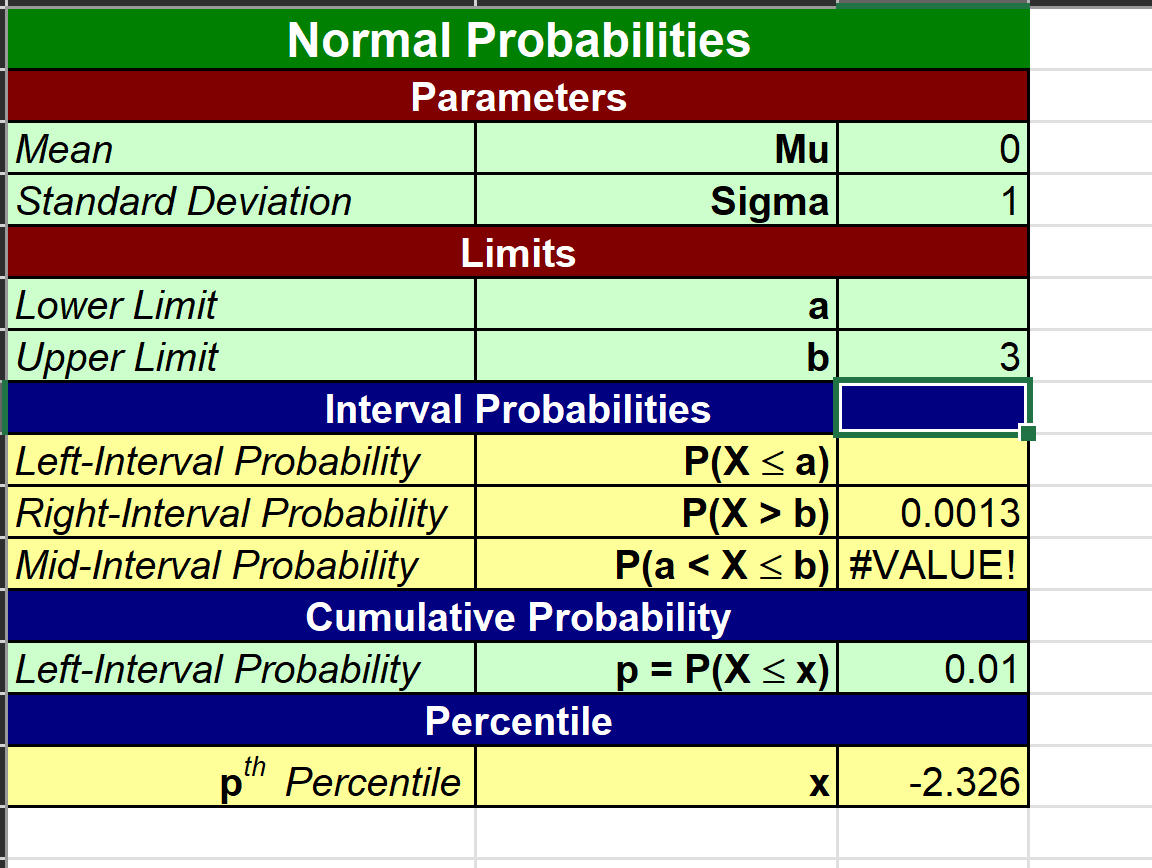 Normal Probabilities
Parameters
Mean Mu 0
Standard Deviation Sigma 1
Limits
Lower Limit a
Upper Limit b 3
Interval Probabilities
Left-Interval Probability P(X ≤ a)
Right-Interval Probability P(X > b) 0.0013
Mid-Interval Probability P(a < X ≤ b) #VALUE!
Cumulative Probability
Left-Interval Probability p = P(X ≤ x) 0.01
Percentile
pth Percentile x -2.326